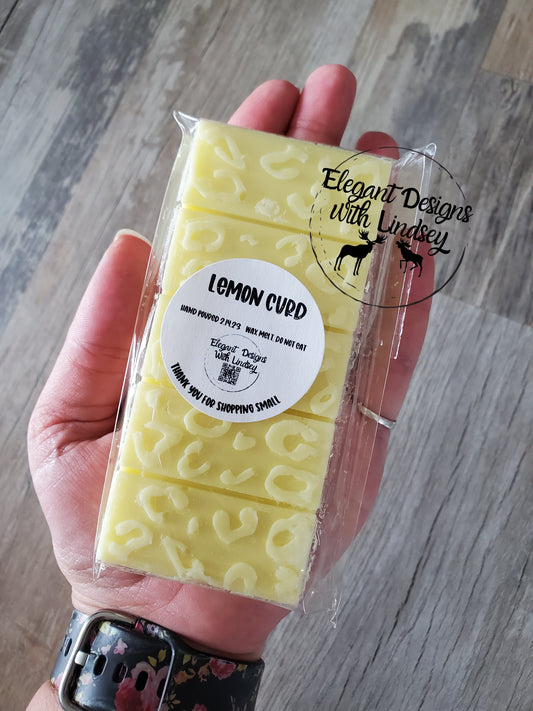 Elegant Designs
With Lindsey
LEMON CURD
HAND POURED 2.14.23 WAX MELT. DO NOT EAT
Elegant Designs
With Lindsey
THANK YOU FOR SHOPPING SMALL